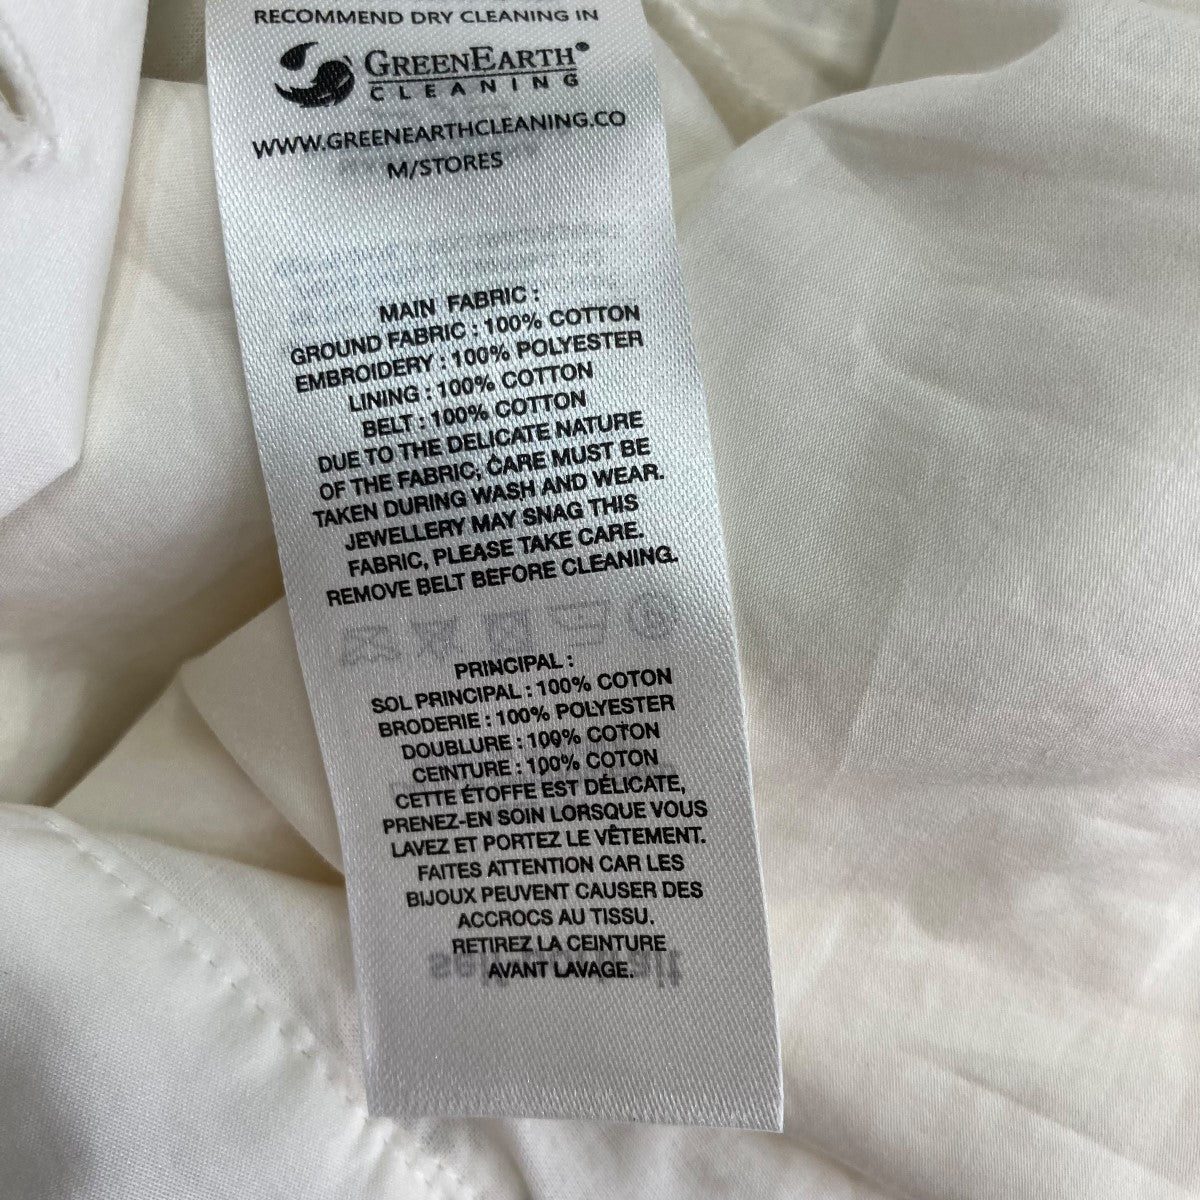 RECOMMEND DRY CLEANING IN
GREENEARTH®
CLEANING
WWW.GREENEARTHCLEANING.CO
M/STORES
MAIN FABRIC :
GROUND FABRIC : 100% COTTON
EMBROIDERY : 100% POLYESTER
LINING : 100% COTTON
BELT : 100% COTTON
DUE TO THE DELICATE NATURE
OF THE FABRIC, CARE MUST BE
TAKEN DURING WASH AND WEAR.
JEWELLERY MAY SNAG THIS
FABRIC, PLEASE TAKE CARE.
REMOVE BELT BEFORE CLEANING.
PRINCIPAL :
SOL PRINCIPAL : 100% COTON
BRODERIE : 100% POLYESTER
DOUBLURE : 100% COTON
CEINTURE : 100% COTON
CETTE ÉTOFFE EST DÉLICATE,
PRENEZ-EN SOIN LORSQUE VOUS
LAVEZ ET PORTEZ LE VÊTEMENT.
FAITES ATTENTION CAR LES
BIJOUX PEUVENT CAUSER DES
ACCROCS AU TISSU.
RETIREZ LA CEINTURE
AVANT LAVAGE.